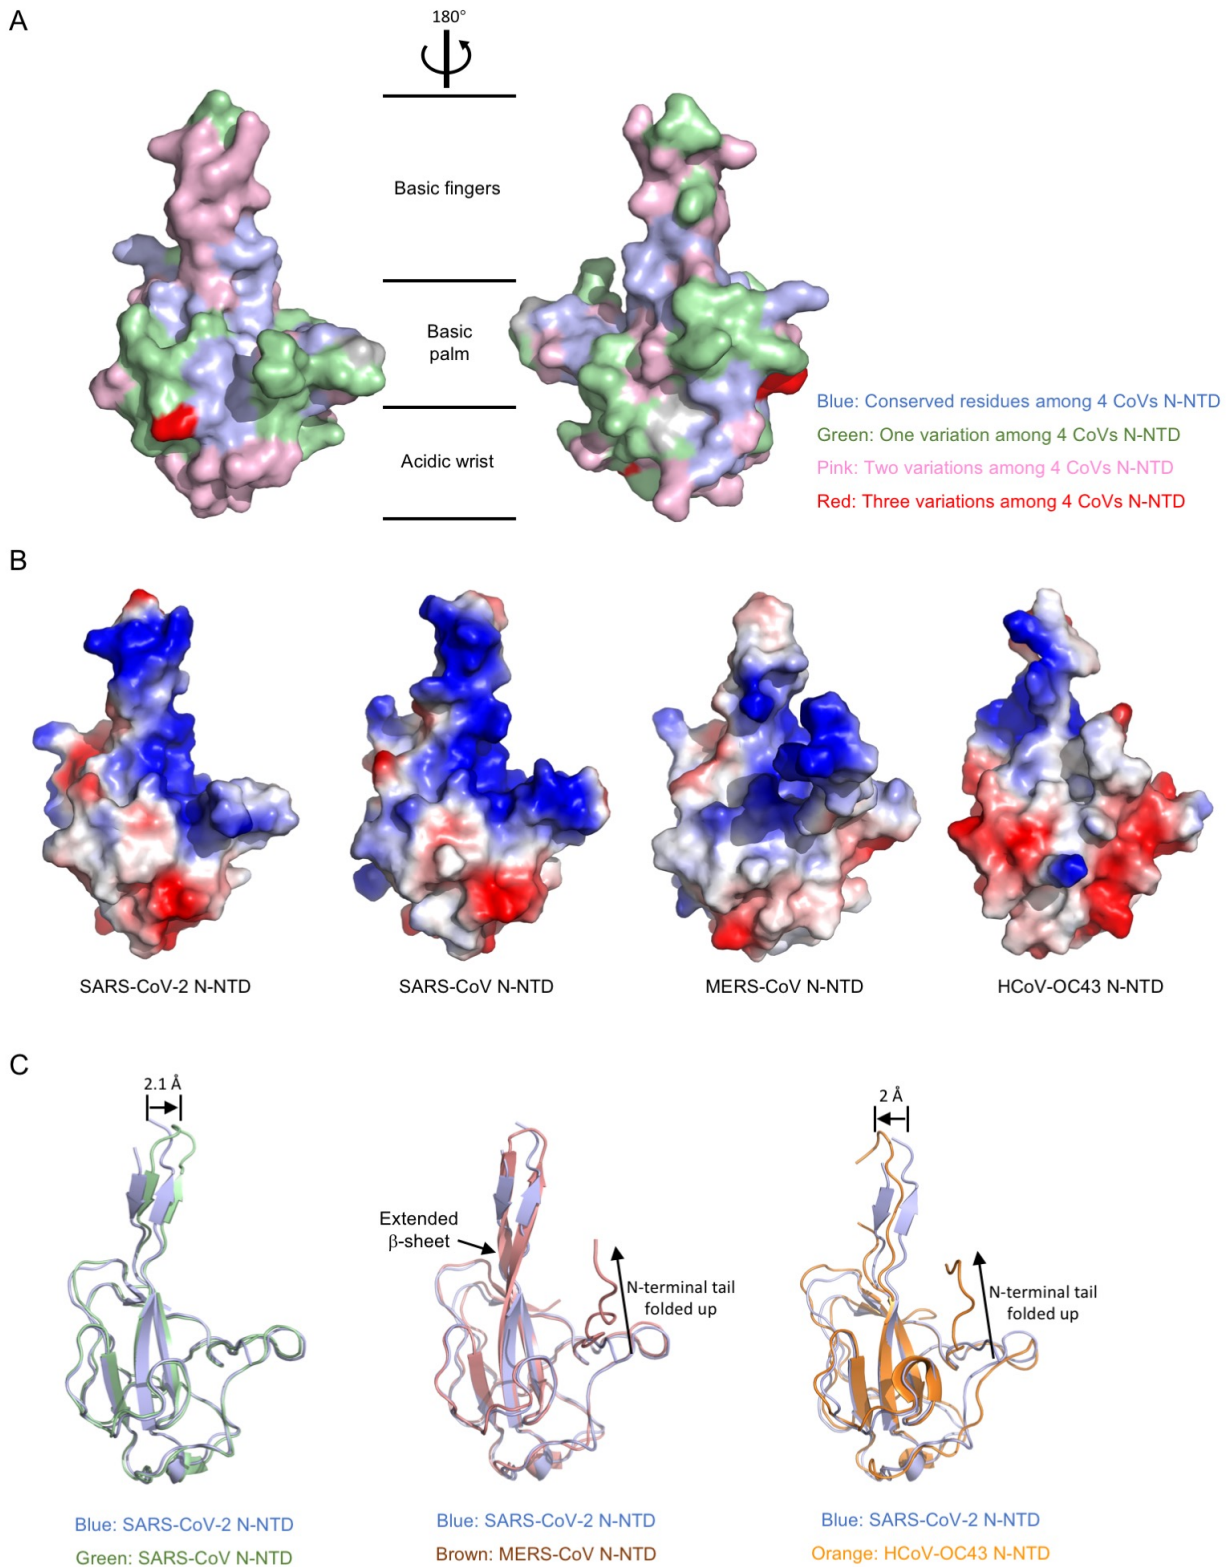 A
180°
Basic fingers
Basic
palm
Acidic wrist
Blue: Conserved residues among 4 CoVs N-NTD
Green: One variation among 4 CoVs N-NTD
Pink: Two variations among 4 CoVs N-NTD
Red: Three variations among 4 CoVs N-NTD
B
SARS-CoV-2 N-NTD
SARS-CoV N-NTD
MERS-CoV N-NTD
HCoV-OC43 N-NTD
C
2.1 Å
Extended
β-sheet
N-terminal tail
folded up
2 Å
N-terminal tail
folded up
Blue: SARS-CoV-2 N-NTD
Green: SARS-CoV N-NTD
Blue: SARS-CoV-2 N-NTD
Brown: MERS-CoV N-NTD
Blue: SARS-CoV-2 N-NTD
Orange: HCoV-OC43 N-NTD